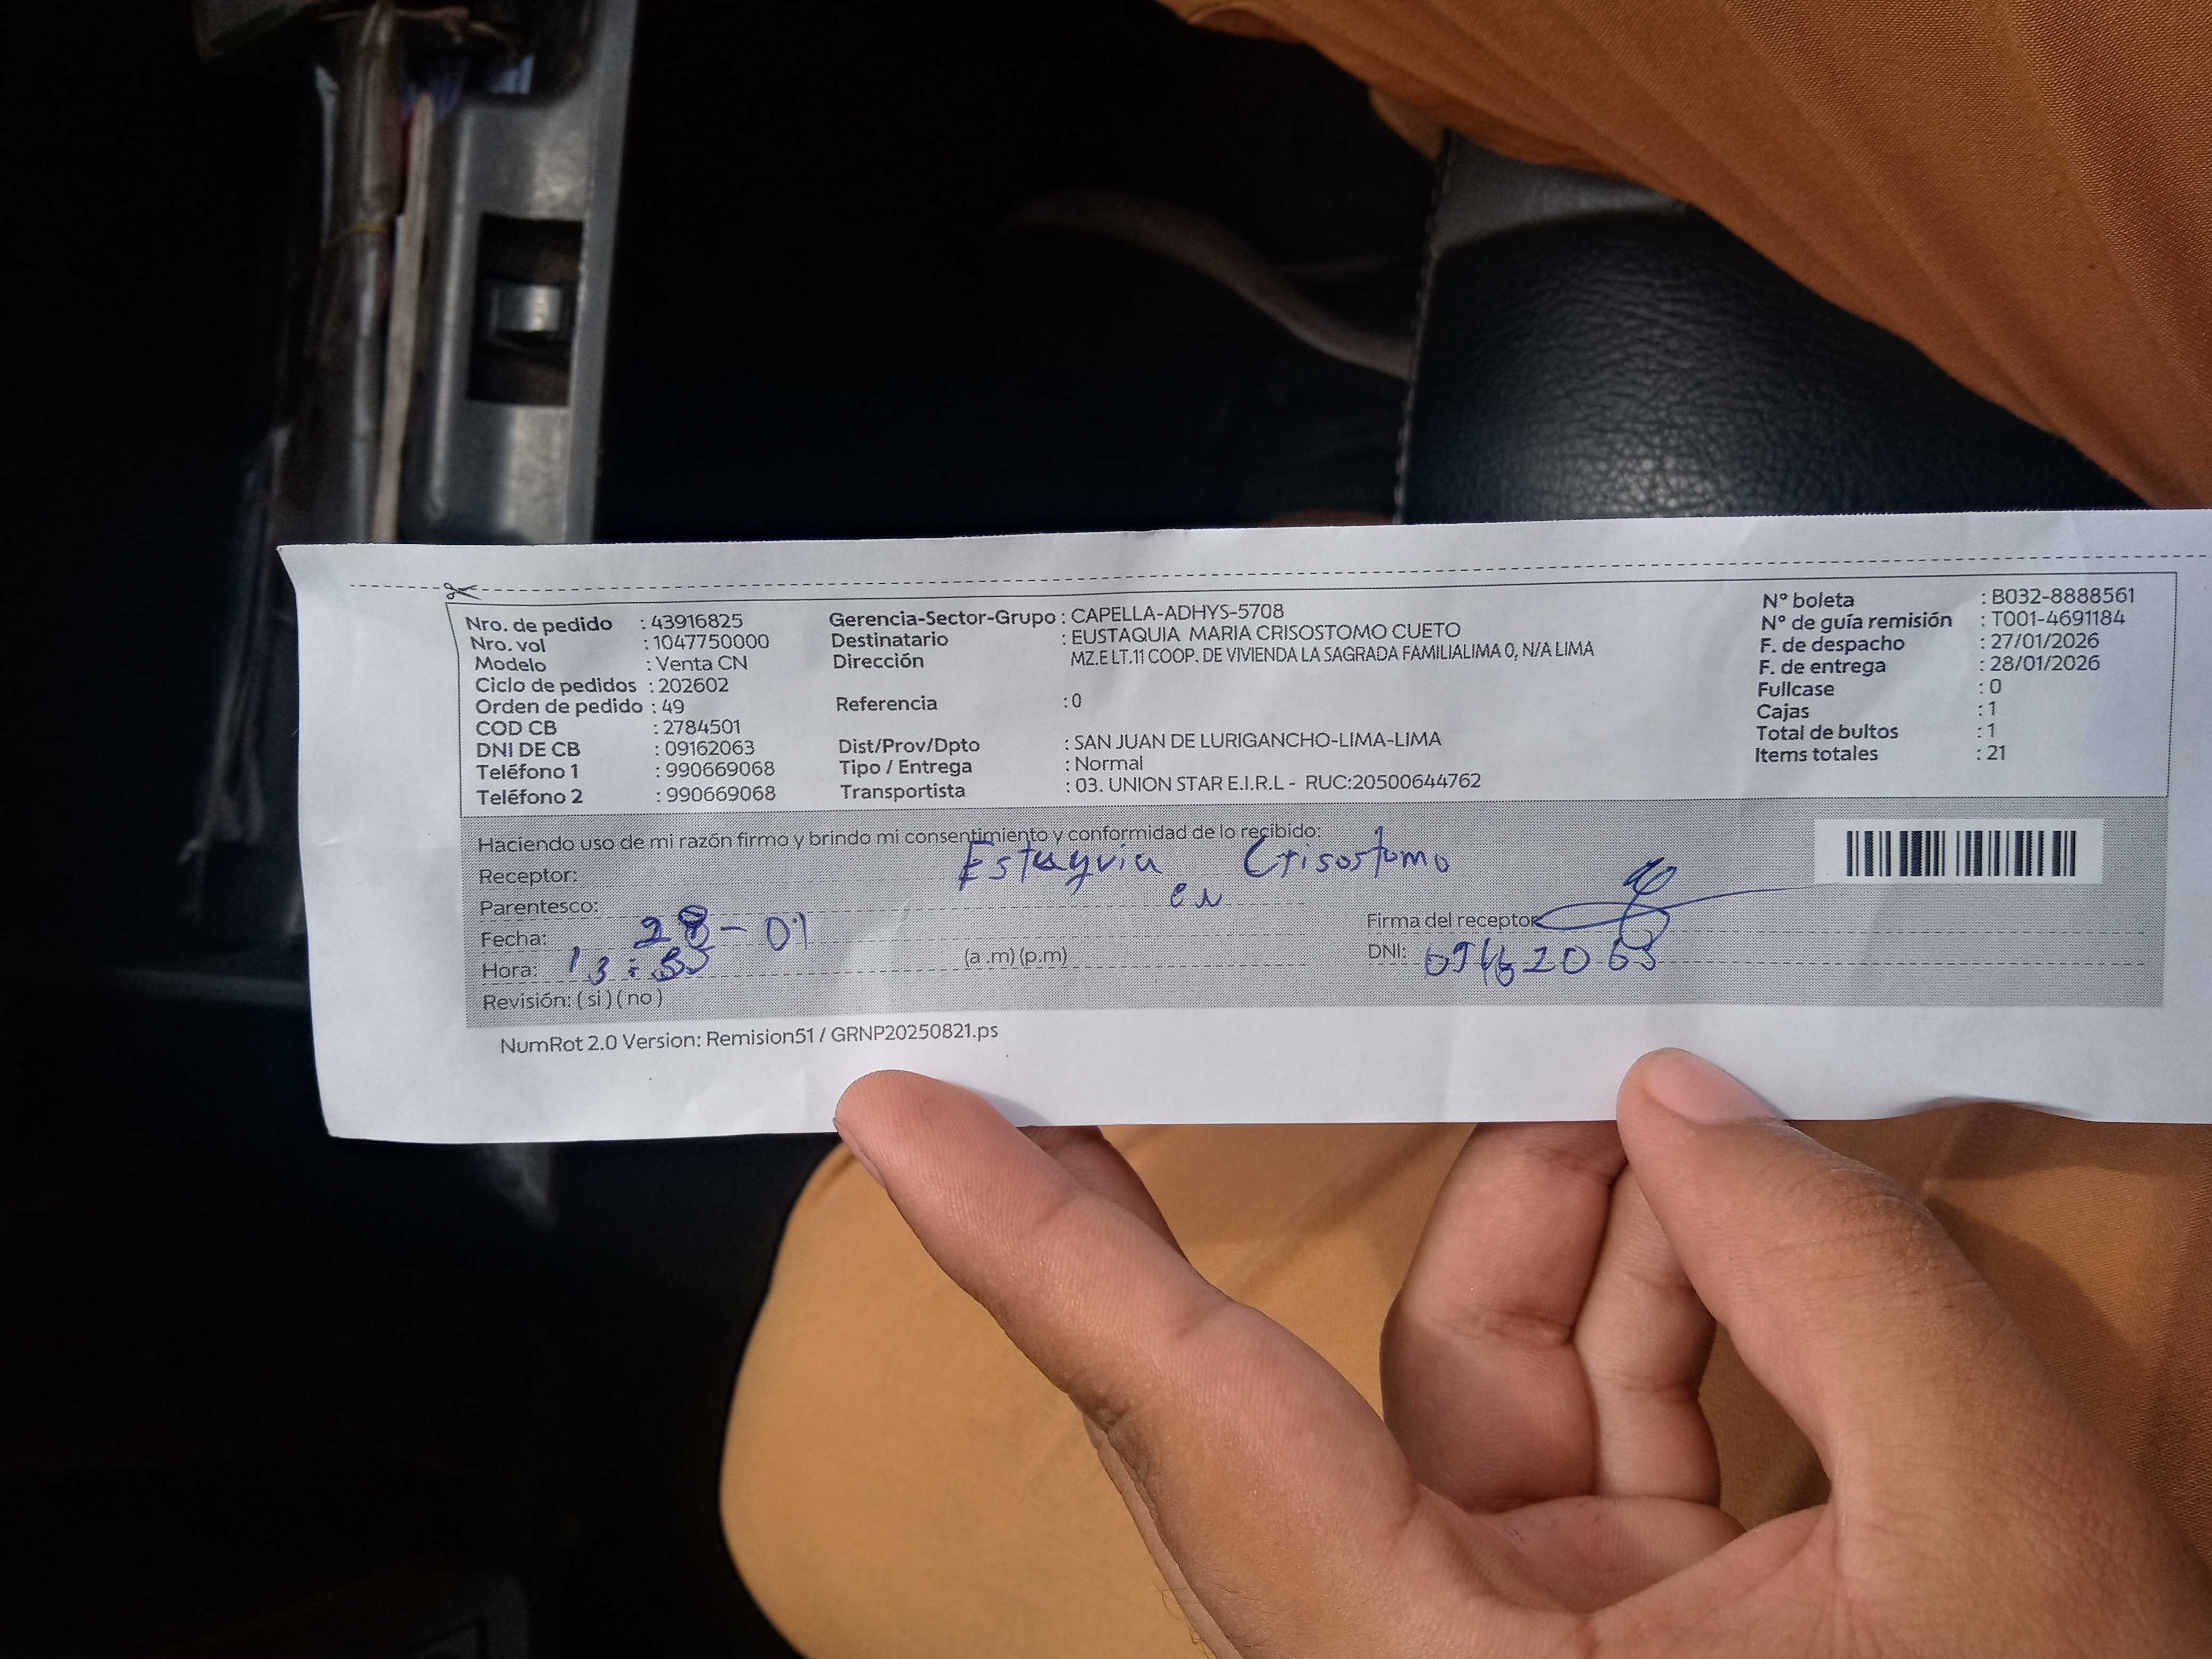 Nro. de pedido : 43916825
Nro. vol : 1047750000
Modelo : Venta CN
Ciclo de pedidos : 202602
Orden de pedido : 49
COD CB : 2784501
DNI DE CB : 09162063
Teléfono 1 : 990669068
Teléfono 2 : 990669068
Gerencia-Sector-Grupo : CAPELLA-ADHYS-5708
Destinatario : EUSTAQUIA MARIA CRISOSTOMO CUETO
Dirección MZ.E LT.11 COOP. DE VIVIENDA LA SAGRADA FAMILIALIMA 0, N/A LIMA
Referencia : 0
Dist/Prov/Dpto : SAN JUAN DE LURIGANCHO-LIMA-LIMA
Tipo / Entrega : Normal
Transportista : 03. UNION STAR E.I.R.L - RUC:20500644762
N° boleta : B032-8888561
N° de guía remisión : T001-4691184
F. de despacho : 27/01/2026
F. de entrega : 28/01/2026
Fullcase : 0
Cajas : 1
Total de bultos : 1
Items totales : 21
Haciendo uso de mi razón firmo y brindo mi consentimiento y conformidad de lo recibido:
Receptor: Estaquia Crisostomo
Parentesco:
Fecha: 28-01
Hora: 13:35 (a .m) (p.m)
Revisión: ( si ) ( no )
Firma del receptor
DNI: 09162063
NumRot 2.0 Version: Remision51 / GRNP20250821.ps